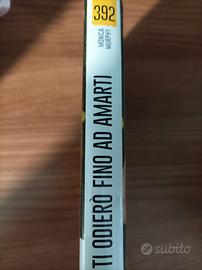 392
MONICA
MURPHY
TI ODIERÒ FINO AD AMARTI
subito